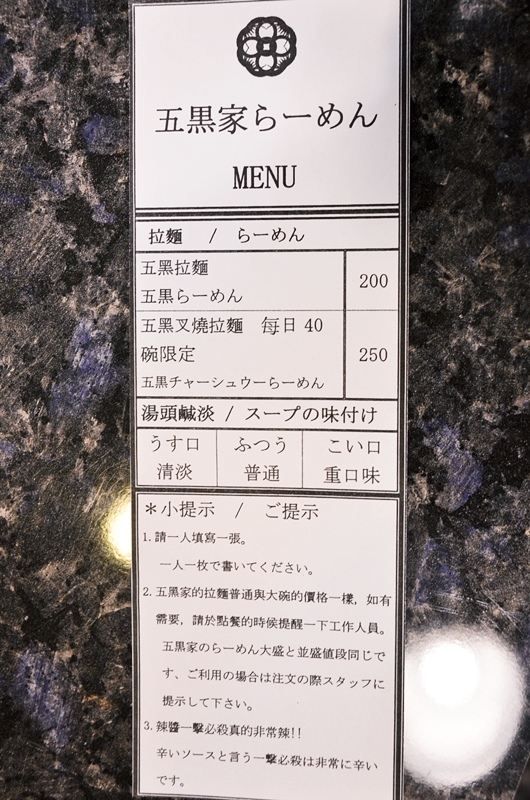 五黒家らーめん
MENU
拉麵 / らーめん
五黑拉麵
五黒らーめん
200
五黑叉燒拉麵 每日 40
碗限定
五黒チャーシュウーらーめん
250
湯頭鹹淡 / スープの味付け
うす口 ふつう こい口
清淡 普通 重口味
＊小提示 / ご提示
1. 請一人填寫一張。
一人一枚で書いてください。
2. 五黑家的拉麵普通與大碗的價格一樣，如有
需要，請於點餐的時候提醒一下工作人員。
五黒家のらーめん大盛と並盛値段同じで
す、ご利用の場合は注文の際スタッフに
提示して下さい。
3. 辣醬一擊必殺真的非常辣!!
辛いソースと言う一撃必殺は非常に辛い
です。